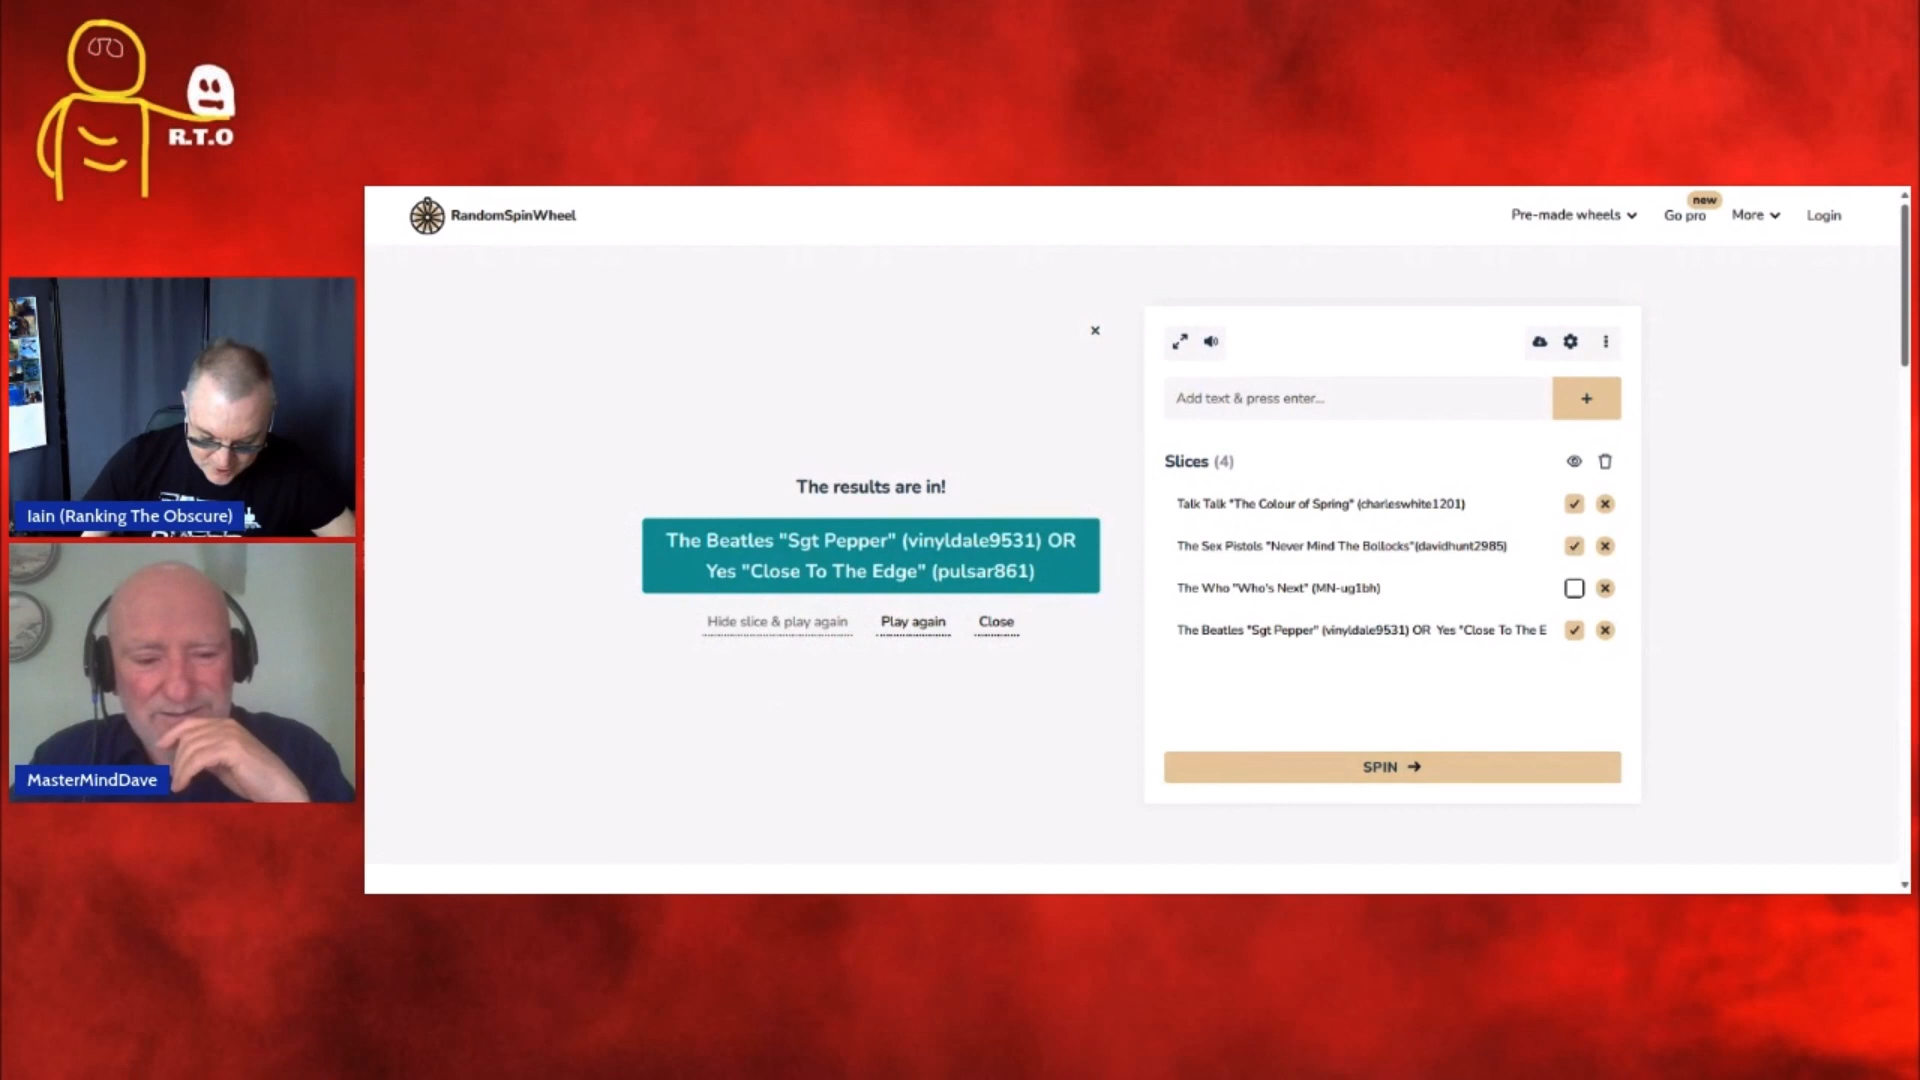 R.T.O
RandomSpinWheel
Pre-made wheels
Go pro
new
More
Login
Iain (Ranking The Obscure)
MasterMindDave
The results are in!
The Beatles "Sgt Pepper" (vinyldale9531) OR
Yes "Close To The Edge" (pulsar861)
Hide slice & play again
Play again
Close
Add text & press enter...
+
Slices (4)
Talk Talk "The Colour of Spring" (charleswhite1201)
The Sex Pistols "Never Mind The Bollocks"(davidhunt2985)
The Who "Who's Next" (MN-ug1bh)
The Beatles "Sgt Pepper" (vinyldale9531) OR Yes "Close To The E
SPIN →